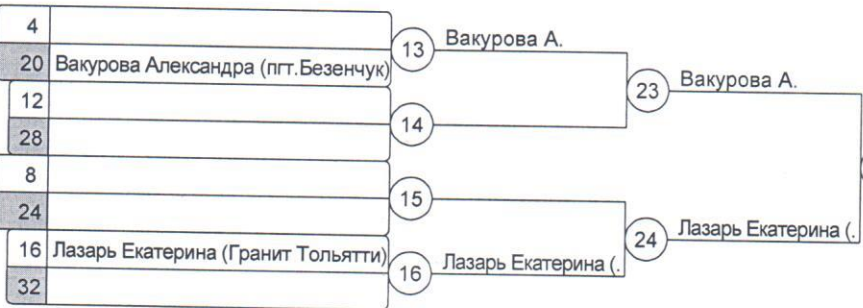 4
13 Вакурова А.
20 Вакурова Александра (пгт.Безенчук)
23 Вакурова А.
12
14
28
8
15
24
24 Лазарь Екатерина (.
16 Лазарь Екатерина (Гранит Тольятти)
16 Лазарь Екатерина (.
32